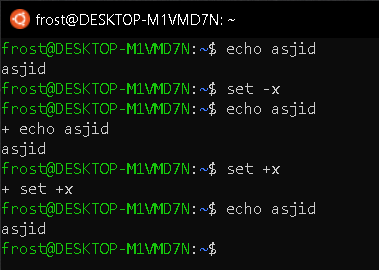 frost@DESKTOP-M1VMD7N: ~
frost@DESKTOP-M1VMD7N:~$ echo asjid
asjid
frost@DESKTOP-M1VMD7N:~$ set -x
frost@DESKTOP-M1VMD7N:~$ echo asjid
+ echo asjid
asjid
frost@DESKTOP-M1VMD7N:~$ set +x
+ set +x
frost@DESKTOP-M1VMD7N:~$ echo asjid
asjid
frost@DESKTOP-M1VMD7N:~$